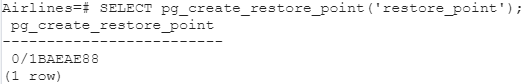 Airlines=# SELECT pg_create_restore_point('restore_point');
pg_create_restore_point
-------------------------
0/1BAEAE88
(1 row)